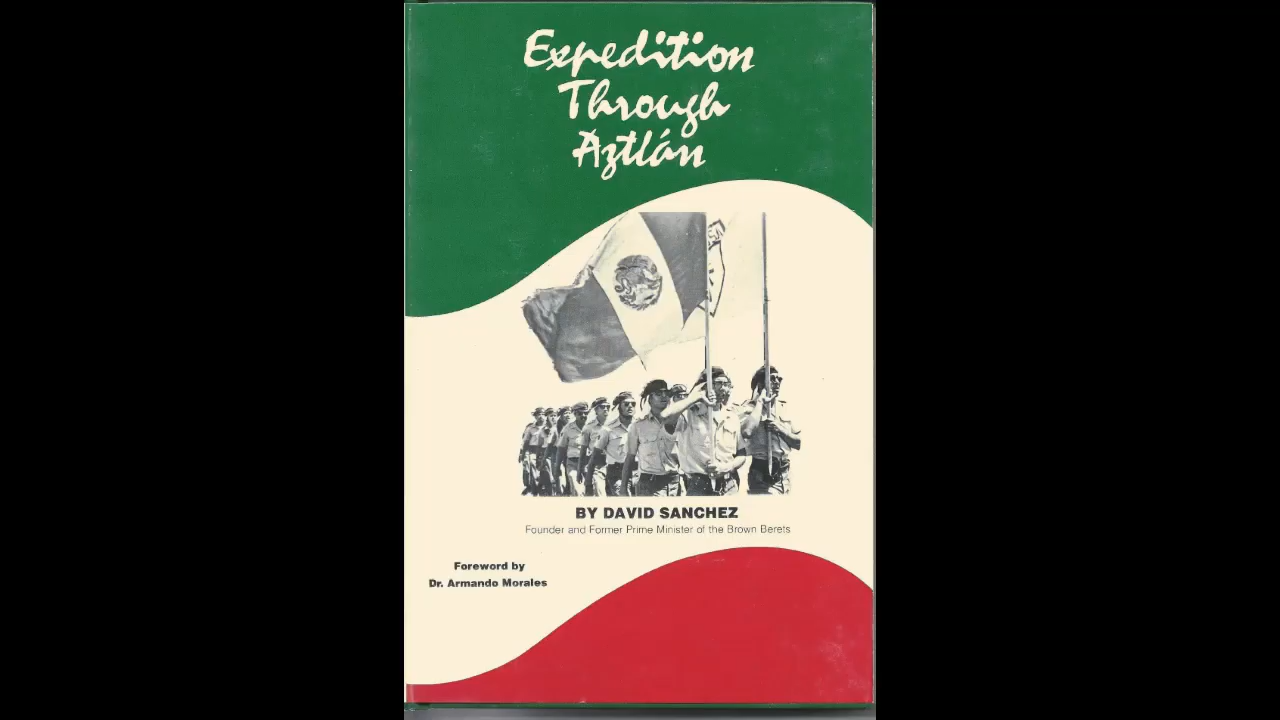 Expedition
Through
Aztlán
BY DAVID SANCHEZ
Founder and Former Prime Minister of the Brown Berets
Foreword by
Dr. Armando Morales